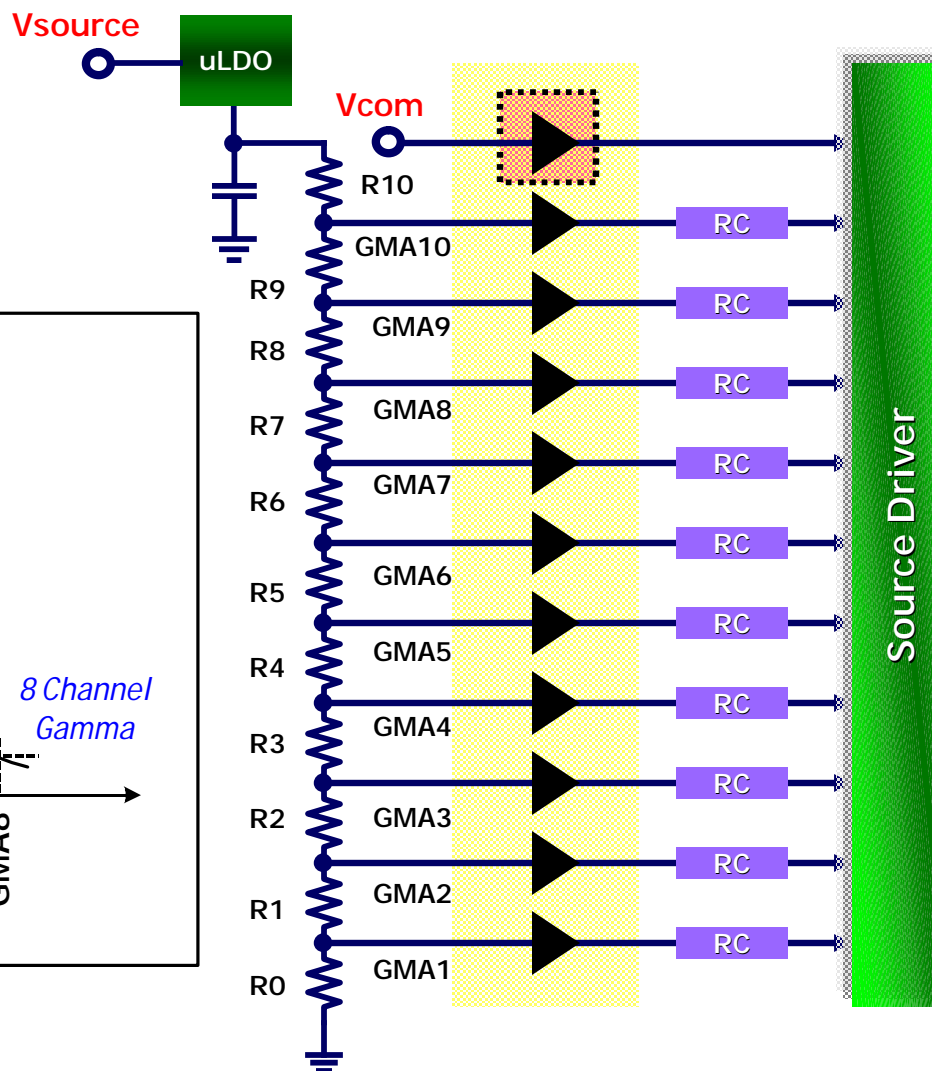 Vsource
uLDO
Vcom
R10
RC
GMA10
R9
RC
GMA9
R8
RC
GMA8
R7
RC
GMA7
R6
RC
GMA6
R5
RC
GMA5
R4
RC
GMA4
R3
RC
GMA3
R2
RC
GMA2
R1
RC
GMA1
R0
Source Driver
8 Channel
Gamma
GMA8